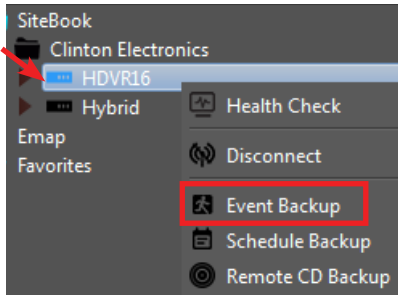 SiteBook
Clinton Electronics
HDVR16
Hybrid
Emap
Favorites
Health Check
Disconnect
Event Backup
Schedule Backup
Remote CD Backup